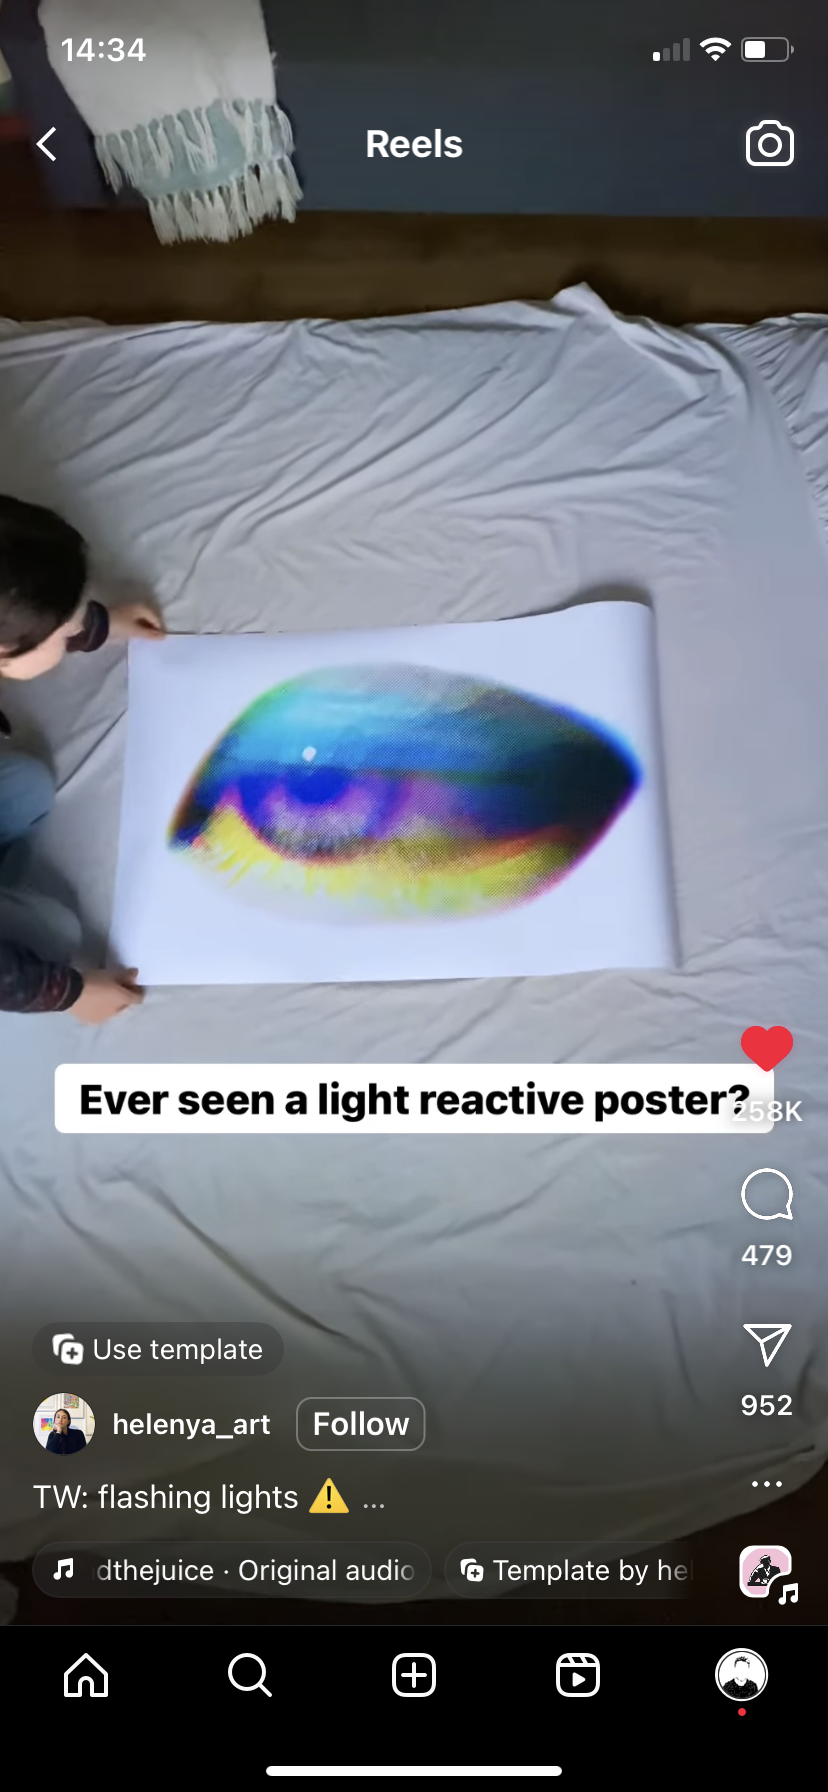 14:34
Reels
Ever seen a light reactive poster?
258K
479
Use template
952
helenya_art
Follow
TW: flashing lights ⚠️ ...
dthejuice · Original audio
Template by hel